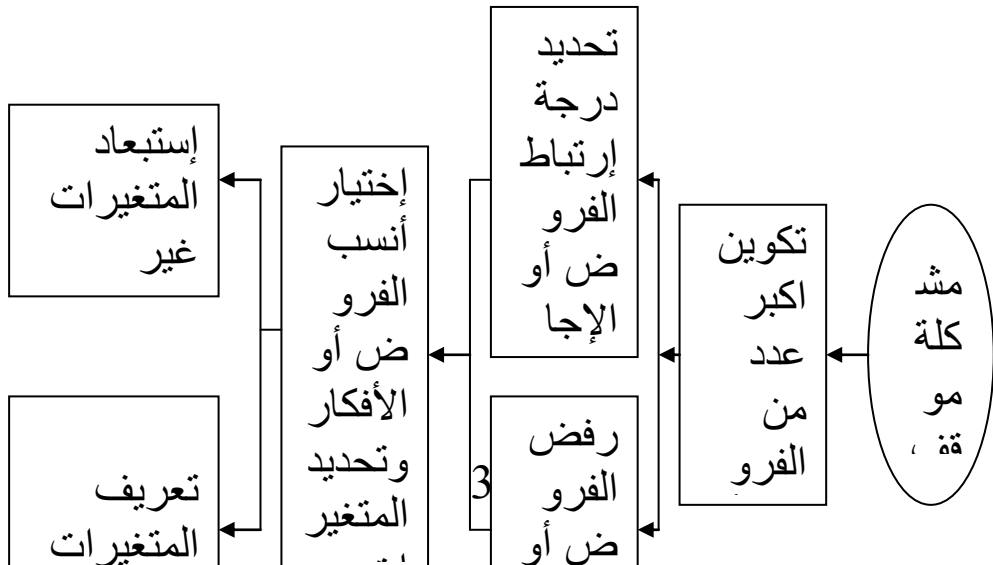 مشـ
كلة
مو
تكوين
اكبر
عدد
من
الفرو
تحديد
درجة
إرتباط
الفرو
ض أو
الإجا
رفض
الفرو
ض أو
3
إختيار
أنسب
الفرو
ض أو
الأفكار
وتحديد
المتغير
إستبعاد
المتغيرات
غير
تعريف
المتغيرات